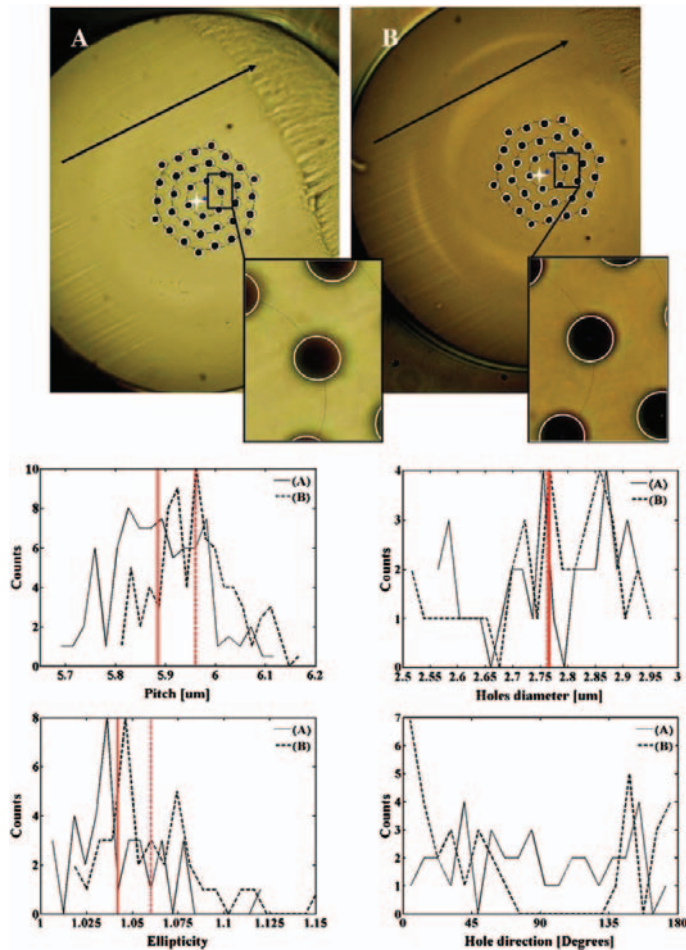 A
B
10
8
6
4
2
0
Counts
(A)
(B)
5.7
5.8
5.9
6
6.1
6.2
Pitch [um]
4
3
2
1
0
Counts
(A)
(B)
2.5
2.55
2.6
2.65
2.7
2.75
2.8
2.85
2.9
2.95
3
Holes diameter [um]
8
6
4
2
0
Counts
(A)
(B)
1
1.025
1.05
1.075
1.1
1.125
1.15
Ellipticity
7
6
5
4
3
2
1
0
Counts
(A)
(B)
0
45
90
135
180
Hole direction [Degrees]